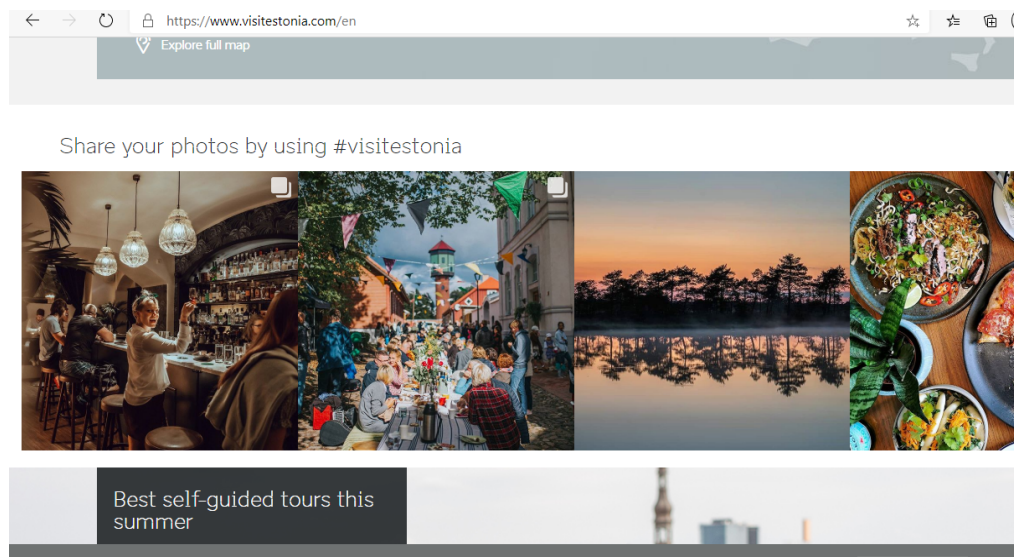 https://www.visitestonia.com/en
Explore full map
Share your photos by using #visitestonia
Best self-guided tours this
summer